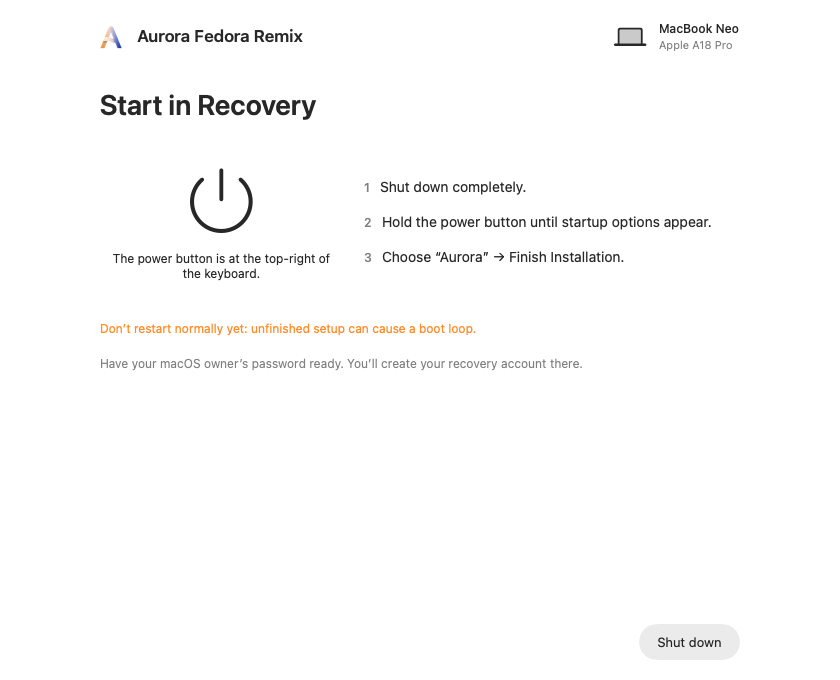 Aurora Fedora Remix
MacBook Neo
Apple A18 Pro
Start in Recovery
1 Shut down completely.
2 Hold the power button until startup options appear.
3 Choose “Aurora” → Finish Installation.
The power button is at the top-right of
the keyboard.
Don’t restart normally yet: unfinished setup can cause a boot loop.
Have your macOS owner’s password ready. You’ll create your recovery account there.
Shut down